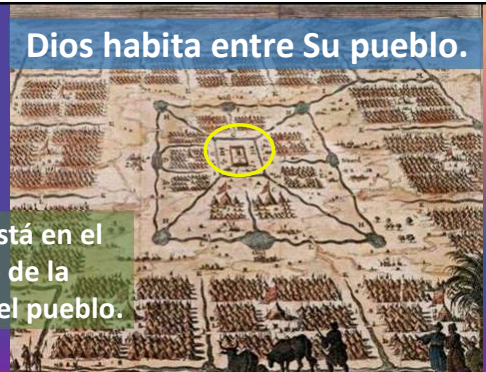 Dios habita entre Su pueblo.
stá en el
de la
el pueblo.